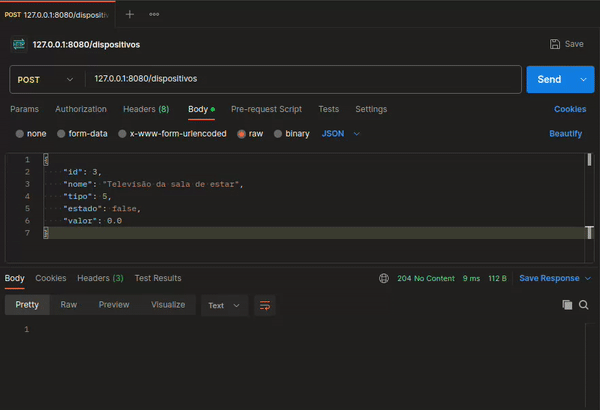 POST 127.0.0.1:8080/dispositiv
127.0.0.1:8080/dispositivos
Save
POST
127.0.0.1:8080/dispositivos
Send
Params Authorization Headers (8) Body Pre-request Script Tests Settings Cookies
none form-data x-www-form-urlencoded raw binary JSON Beautify
1 {
2 "id": 3,
3 "nome": "Televisão da sala de estar",
4 "tipo": 5,
5 "estado": false,
6 "valor": 0.0
7 }
Body Cookies Headers (3) Test Results 204 No Content 9 ms 112 B Save Response
Pretty Raw Preview Visualize Text
1